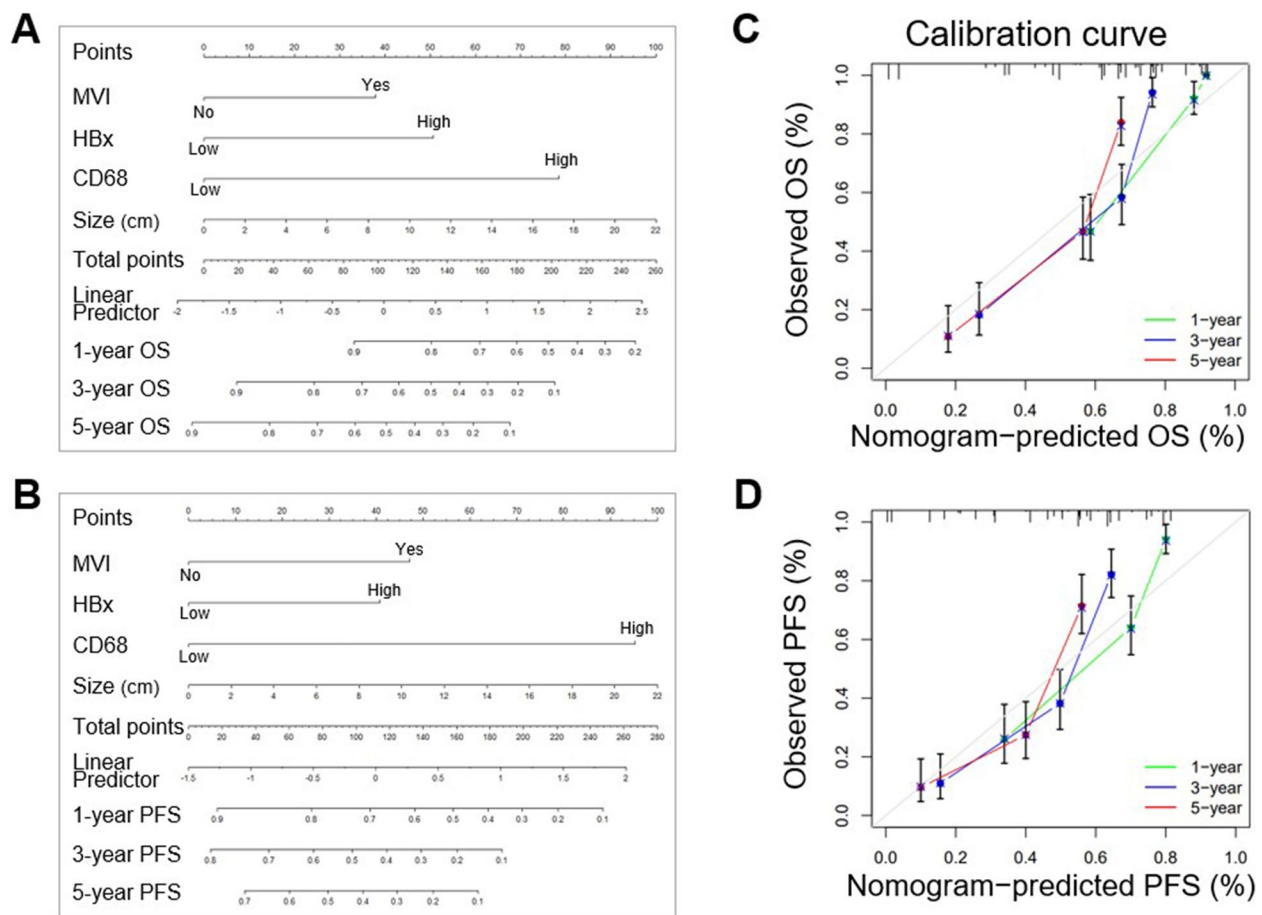 A
Points
0 10 20 30 40 50 60 70 80 90 100
MVI
Yes
No
HBx
High
Low
CD68
High
Low
Size (cm)
0 2 4 6 8 10 12 14 16 18 20 22
Total points
0 20 40 60 80 100 120 140 160 180 200 220 240 260
Linear
Predictor
-2 -1.5 -1 -0.5 0 0.5 1 1.5 2 2.5
1-year OS
0.9 0.8 0.7 0.6 0.5 0.4 0.3 0.2
3-year OS
0.9 0.8 0.7 0.6 0.5 0.4 0.3 0.2 0.1
5-year OS
0.9 0.8 0.7 0.6 0.5 0.4 0.3 0.2 0.1
B
Points
0 10 20 30 40 50 60 70 80 90 100
MVI
Yes
No
HBx
High
Low
CD68
High
Low
Size (cm)
0 2 4 6 8 10 12 14 16 18 20 22
Total points
0 20 40 60 80 100 120 140 160 180 200 220 240 260 280
Linear
Predictor
-1.5 -1 -0.5 0 0.5 1 1.5 2
1-year PFS
0.9 0.8 0.7 0.6 0.5 0.4 0.3 0.2 0.1
3-year PFS
0.8 0.7 0.6 0.5 0.4 0.3 0.2 0.1
5-year PFS
0.7 0.6 0.5 0.4 0.3 0.2 0.1
C
Calibration curve
Observed OS (%)
1.0
0.8
0.6
0.4
0.2
0.0
1-year
3-year
5-year
0.0 0.2 0.4 0.6 0.8 1.0
Nomogram-predicted OS (%)
D
Observed PFS (%)
1.0
0.8
0.6
0.4
0.2
0.0
1-year
3-year
5-year
0.0 0.2 0.4 0.6 0.8 1.0
Nomogram-predicted PFS (%)